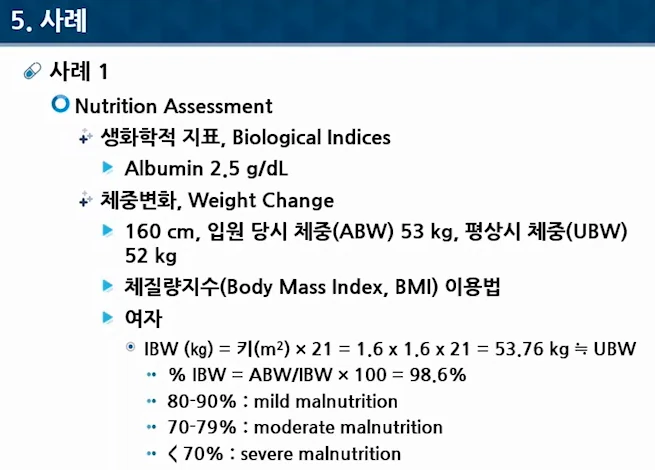 5. 사례
사례 1
Nutrition Assessment
생화학적 지표, Biological Indices
Albumin 2.5 g/dL
체중변화, Weight Change
160 cm, 입원 당시 체중(ABW) 53 kg, 평상시 체중(UBW)
52 kg
체질량지수(Body Mass Index, BMI) 이용법
여자
IBW (㎏) = 키(m²) × 21 = 1.6 x 1.6 x 21 = 53.76 kg ≒ UBW
% IBW = ABW/IBW × 100 = 98.6%
80-90% : mild malnutrition
70-79% : moderate malnutrition
< 70% : severe malnutrition